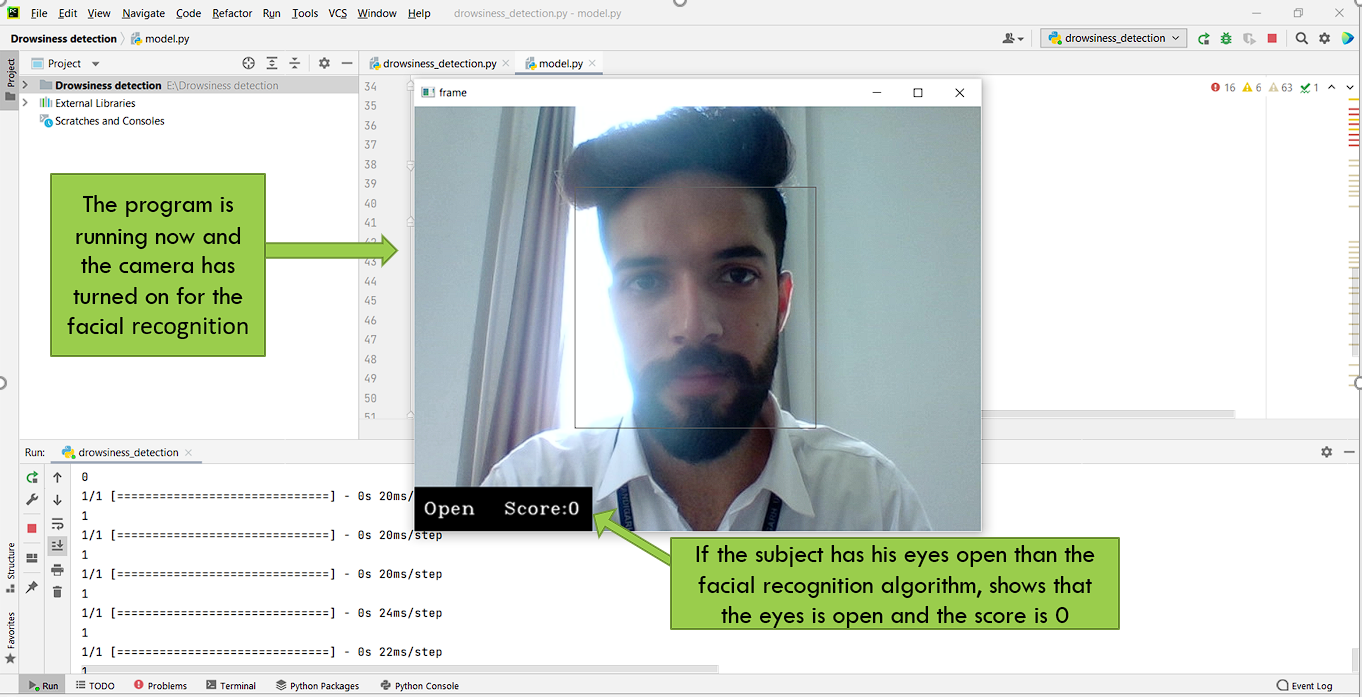 File Edit View Navigate Code Refactor Run Tools VCS Window Help drowsiness_detection.py - model.py
Drowsiness detection model.py
drowsiness_detection
Project
Project
drowsiness_detection.py model.py
Drowsiness detection E:\Drowsiness detection
External Libraries
Scratches and Consoles
34
35
36
37
38
39
40
41
43
44
45
46
47
48
49
50
51
16 6 63 1
frame
The program is
running now and
the camera has
turned on for the
facial recognition
Open Score:0
If the subject has his eyes open than the
facial recognition algorithm, shows that
the eyes is open and the score is 0
Run: drowsiness_detection
0
1/1 [==============================] - 0s 20ms/
1
1/1 [==============================] - 0s 20ms/step
1
1/1 [==============================] - 0s 20ms/step
1
1/1 [==============================] - 0s 24ms/step
1
1/1 [==============================] - 0s 22ms/step
1
Structure
Favorites
Run TODO Problems Terminal Python Packages Python Console Event Log